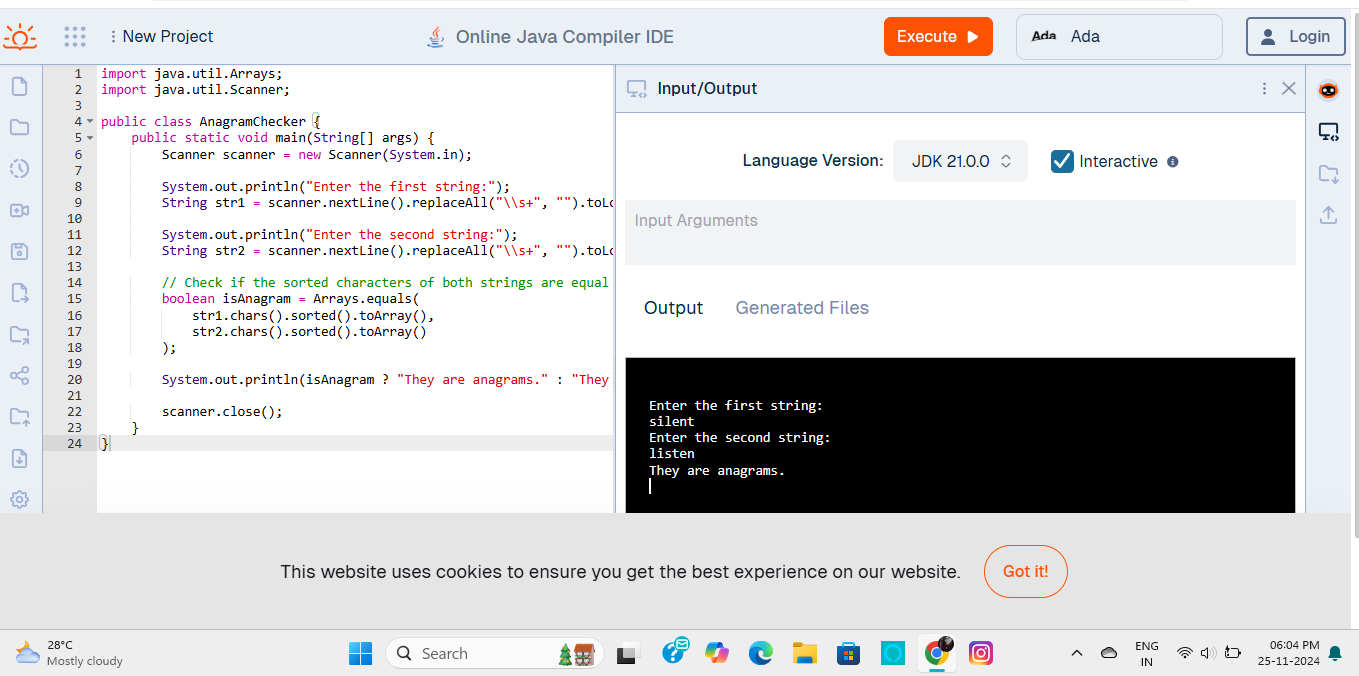 New Project
Online Java Compiler IDE
Execute
Ada Ada
Login
1 import java.util.Arrays;
2 import java.util.Scanner;
3
4 public class AnagramChecker {
5 public static void main(String[] args) {
6 Scanner scanner = new Scanner(System.in);
7
8 System.out.println("Enter the first string:");
9 String str1 = scanner.nextLine().replaceAll("\\s+", "").toLo
10
11 System.out.println("Enter the second string:");
12 String str2 = scanner.nextLine().replaceAll("\\s+", "").toLo
13
14 // Check if the sorted characters of both strings are equal
15 boolean isAnagram = Arrays.equals(
16 str1.chars().sorted().toArray(),
17 str2.chars().sorted().toArray()
18 );
19
20 System.out.println(isAnagram ? "They are anagrams." : "They
21
22 scanner.close();
23 }
24 }
Input/Output
Language Version: JDK 21.0.0 Interactive
Input Arguments
Output Generated Files
Enter the first string:
silent
Enter the second string:
listen
They are anagrams.
This website uses cookies to ensure you get the best experience on our website. Got it!
28°C
Mostly cloudy
Search
ENG
IN
06:04 PM
25-11-2024